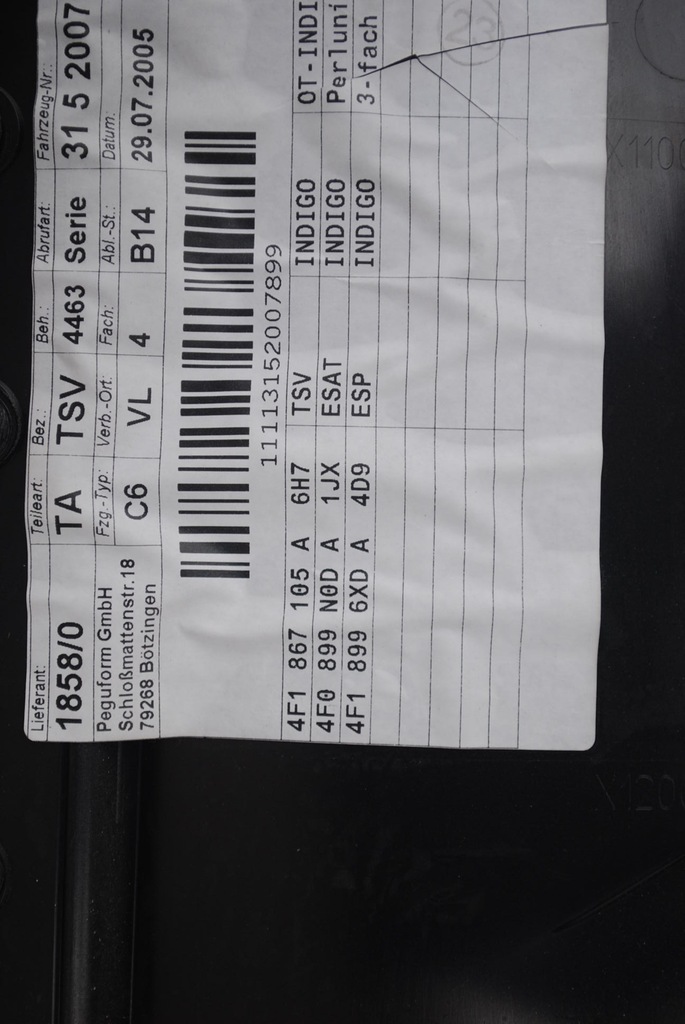 Lieferant: Teileart: Bez.: Beh.: Abrufart: Fahrzeug-Nr.:
1858/0 TA TSV 4463 Serie 31 5 2007
Peguform GmbH Fzg.-Typ: Verb.-Ort: Fach: Abl.-St.: Datum:
Schloßmattenstr.18 C6 VL 4 B14 29.07.2005
79268 Bötzingen
11113152007899
4F1 867 105 A 6H7 TSV INDIGO OT-INDI
4F0 899 N0D A 1JX ESAT INDIGO Perluni
4F1 899 6XD A 4D9 ESP INDIGO 3-fach
X1100